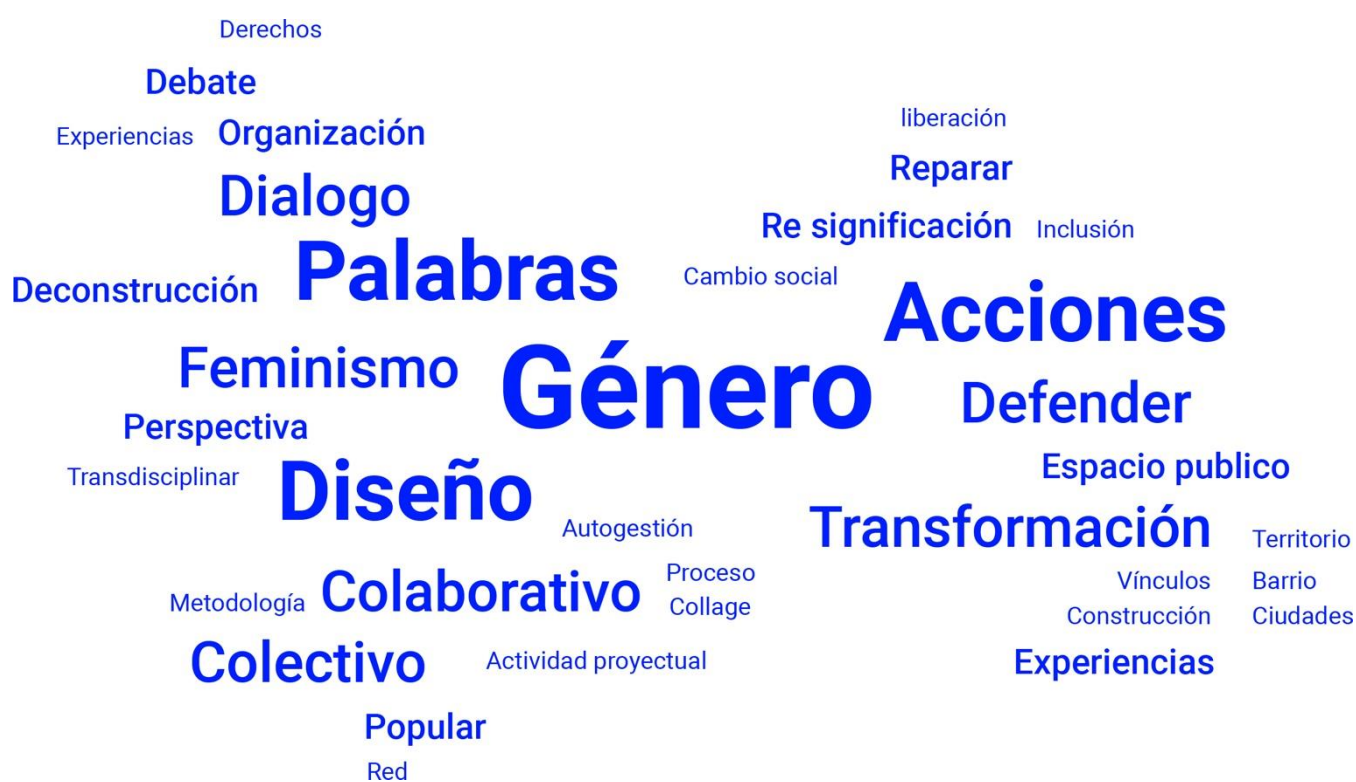 Derechos
Debate
Experiencias Organización
Dialogo
Palabras
Deconstrucción
Feminismo
Perspectiva
Transdisciplinar
Diseño
Autogestión
Metodología Colaborativo
Proceso
Collage
Colectivo
Actividad proyectual
Popular
Red
Género
liberación
Reparar
Re significación Inclusión
Cambio social
Acciones
Defender
Espacio publico
Transformación
Territorio
Vínculos Barrio
Construcción Ciudades
Experiencias